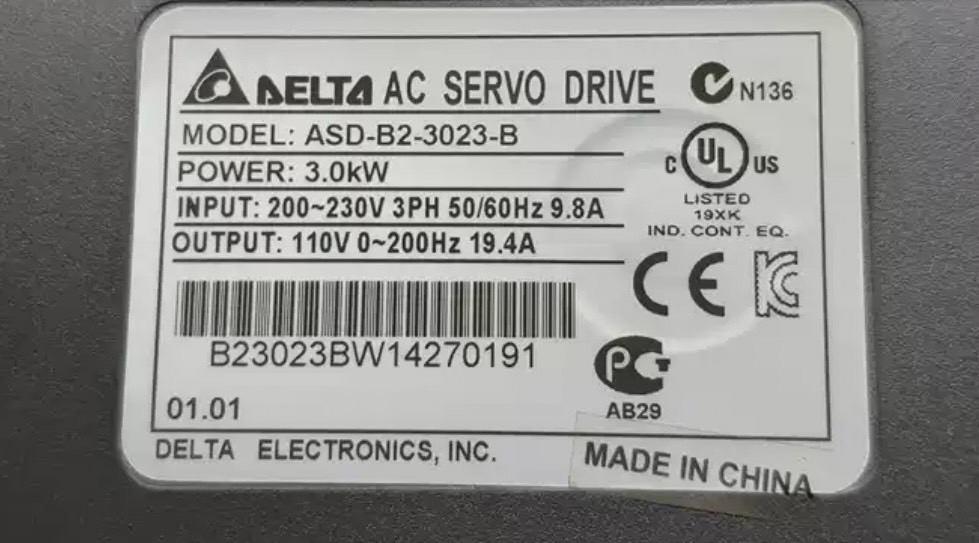 DELTA AC SERVO DRIVE
N136
MODEL: ASD-B2-3023-B
POWER: 3.0kW
INPUT: 200~230V 3PH 50/60Hz 9.8A
OUTPUT: 110V 0~200Hz 19.4A
C UL US
LISTED
19XK
IND. CONT. EQ.
CE
B23023BW14270191
01.01
PC
AB29
DELTA ELECTRONICS, INC.
MADE IN CHINA